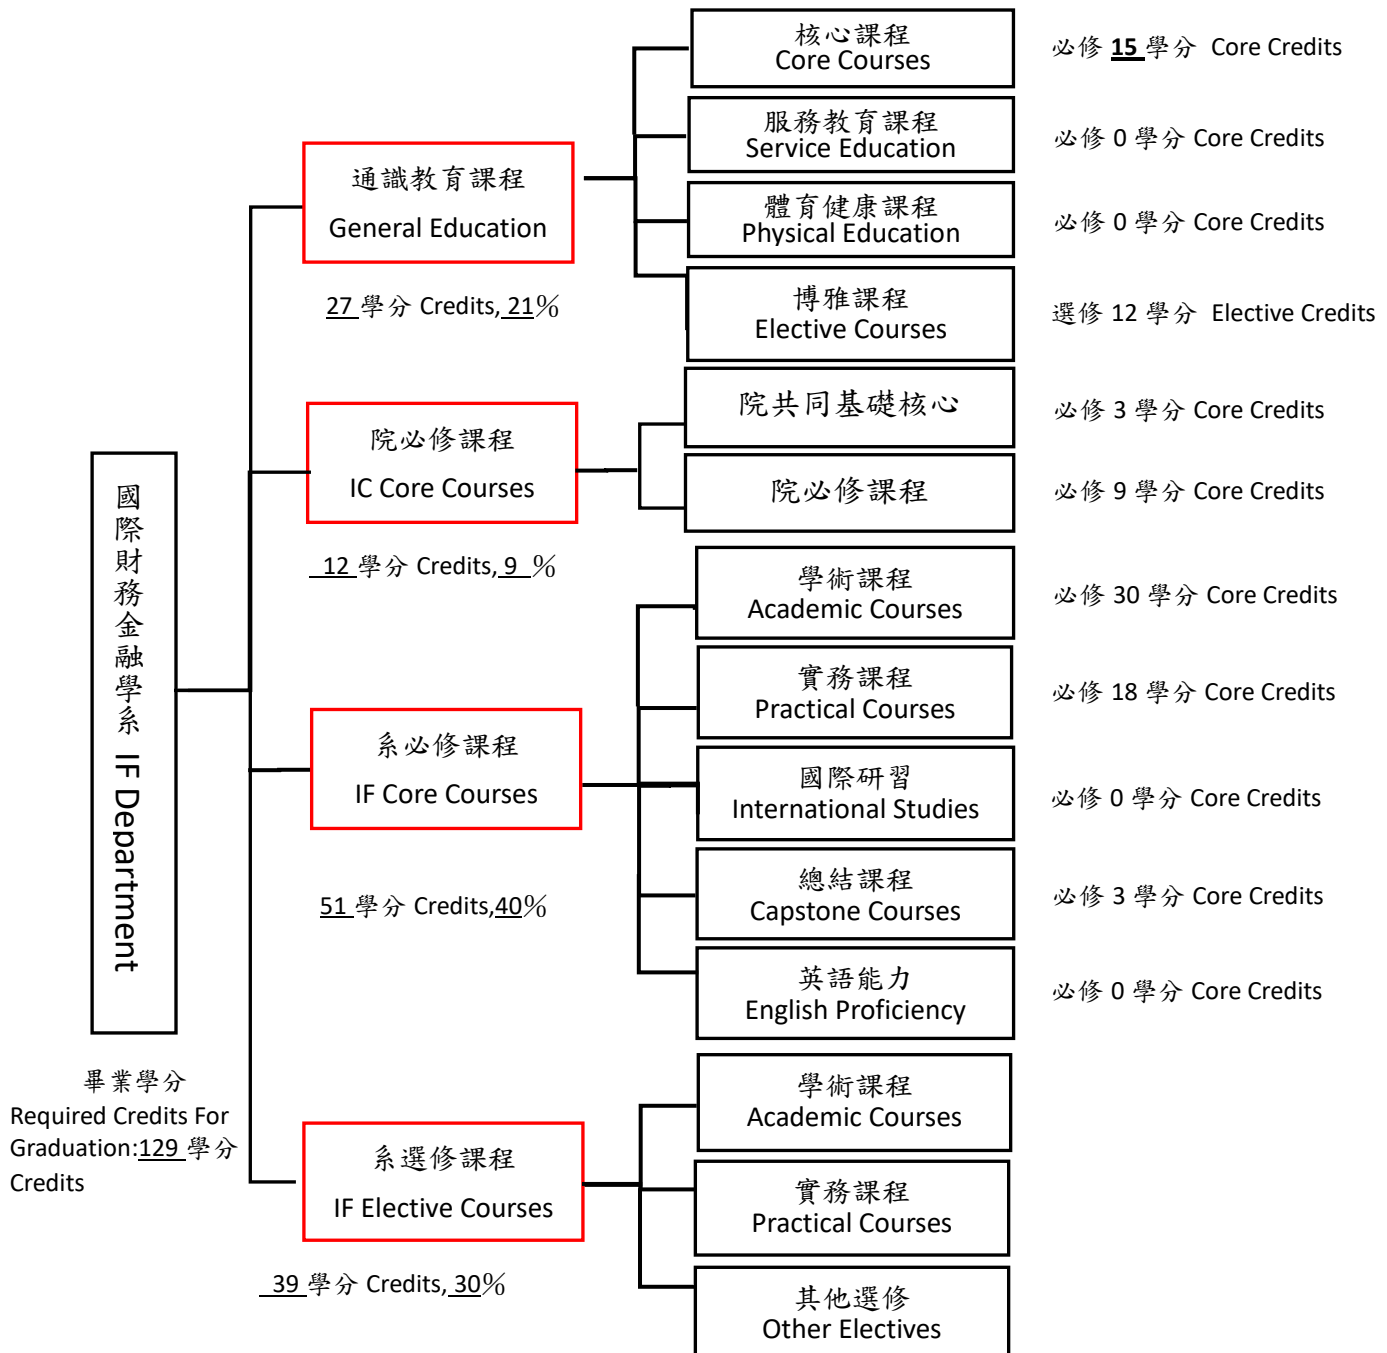 國際財務金融學系 IF Department
畢業學分
Required Credits For
Graduation:129 學分
Credits
通識教育課程
General Education
27 學分 Credits, 21%
核心課程
Core Courses
必修 15 學分 Core Credits
服務教育課程
Service Education
必修 0 學分 Core Credits
體育健康課程
Physical Education
必修 0 學分 Core Credits
博雅課程
Elective Courses
選修 12 學分 Elective Credits
院必修課程
IC Core Courses
12 學分 Credits, 9 %
院共同基礎核心
必修 3 學分 Core Credits
院必修課程
必修 9 學分 Core Credits
系必修課程
IF Core Courses
51 學分 Credits,40%
學術課程
Academic Courses
必修 30 學分 Core Credits
實務課程
Practical Courses
必修 18 學分 Core Credits
國際研習
International Studies
必修 0 學分 Core Credits
總結課程
Capstone Courses
必修 3 學分 Core Credits
英語能力
English Proficiency
必修 0 學分 Core Credits
系選修課程
IF Elective Courses
39 學分 Credits, 30%
學術課程
Academic Courses
實務課程
Practical Courses
其他選修
Other Electives